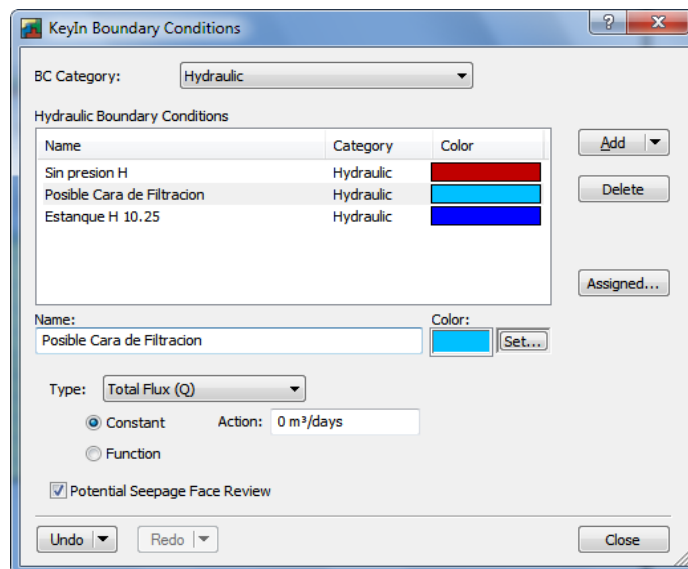 KeyIn Boundary Conditions
BC Category: Hydraulic
Hydraulic Boundary Conditions
Name Category Color
Sin presion H Hydraulic
Posible Cara de Filtracion Hydraulic
Estanque H 10.25 Hydraulic
Add
Delete
Assigned...
Name: Color:
Posible Cara de Filtracion Set...
Type: Total Flux (Q)
Constant Action: 0 m³/days
Function
Potential Seepage Face Review
Undo Redo Close